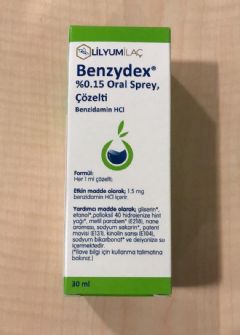 LİLYUMİLAÇ
Benzydex®
%0.15 Oral Sprey,
Çözelti
Benzidamin HCl
Formül:
Her 1 ml çözelti;
Etkin madde olarak; 1.5 mg
benzidamin HCl içerir.
Yardımcı madde olarak; gliserin*,
etanol*, polioksil 40 hidrojenize hint
yağı*, metil paraben* (E218), nane
aroması, sodyum sakarin*, patent
mavisi (E131), kinolin sarısı (E104),
sodyum bikarbonat* ve deiyonize su
içermektedir.
*İlave bilgi için kullanma talimatına
bakınız.)
30 ml